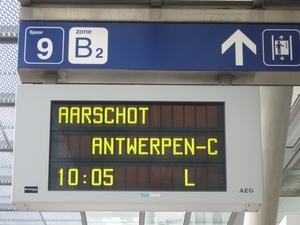 Spoor
9
zone
B2
AARSCHOT
ANTWERPEN-C
10:05 L
AEG